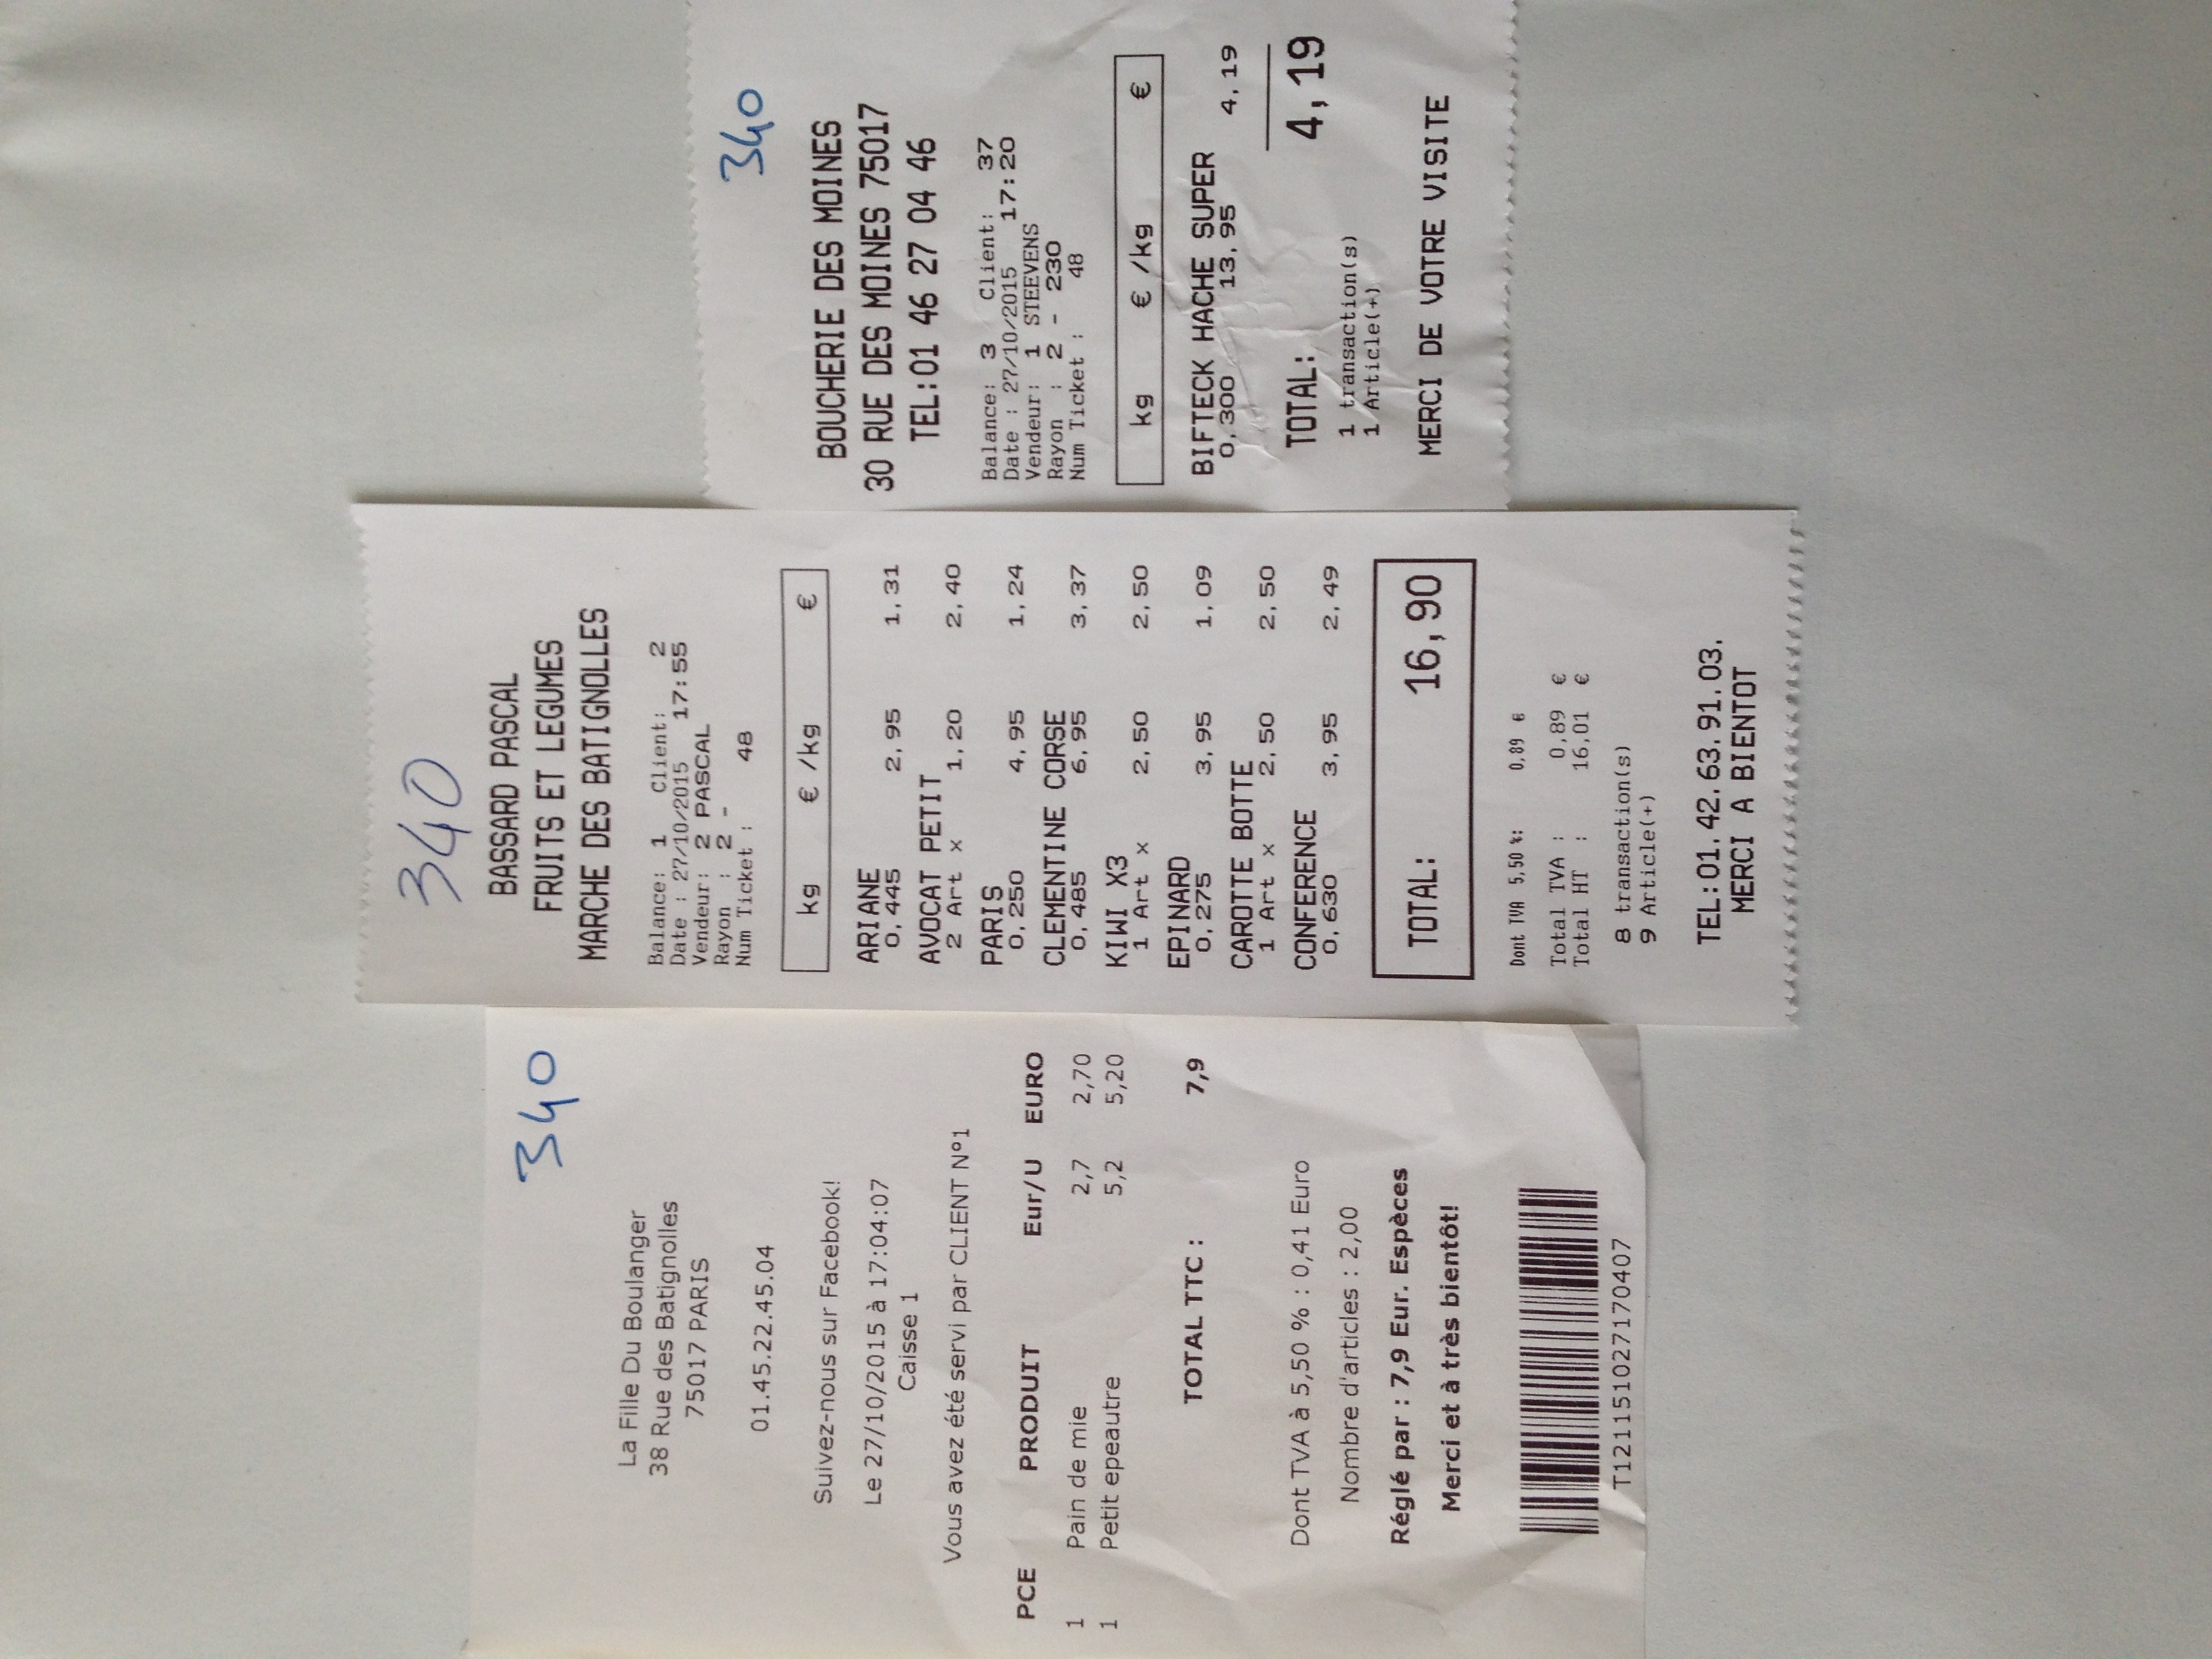 340
La Fille Du Boulanger
38 Rue des Batignolles
75017 PARIS
01.45.22.45.04
Suivez-nous sur Facebook!
Le 27/10/2015 à 17:04:07
Caisse 1
Vous avez été servi par CLIENT N°1
PCE PRODUIT Eur/U EURO
1 Pain de mie 2,7 2,70
1 Petit epeautre 5,2 5,20
TOTAL TTC : 7,9
Dont TVA à 5,50 % : 0,41 Euro
Nombre d'articles : 2,00
Réglé par : 7,9 Eur. Espèces
Merci et à très bientôt!
T121151027170407
340
BASSARD PASCAL
FRUITS ET LEGUMES
MARCHE DES BATIGNOLLES
Balance: 1 Client: 2
Date : 27/10/2015 17:55
Vendeur: 2 PASCAL
Rayon : 2 -
Num Ticket : 48
kg € /kg €
ARIANE
0,445 2,95 1,31
AVOCAT PETIT
2 Art x 1,20 2,40
PARIS
0,250 4,95 1,24
CLEMENTINE CORSE
0,485 6,95 3,37
KIWI X3
1 Art x 2,50 2,50
EPINARD
0,275 3,95 1,09
CAROTTE BOTTE
1 Art x 2,50 2,50
CONFERENCE
0,630 3,95 2,49
TOTAL: 16,90
Dont TVA 5,50 %: 0,89 €
Total TVA : 0,89 €
Total HT : 16,01 €
8 transaction(s)
9 Article(+)
TEL:01.42.63.91.03.
MERCI A BIENTOT
340
BOUCHERIE DES MOINES
30 RUE DES MOINES 75017
TEL:01 46 27 04 46
Balance: 3 Client: 37
Date : 27/10/2015 17:20
Vendeur: 1 STEEVENS
Rayon : 2 - 230
Num Ticket : 48
kg € /kg €
BIFTECK HACHE SUPER
0,300 13,95 4,19
TOTAL: 4,19
1 transaction(s)
1 Article(+)
MERCI DE VOTRE VISITE